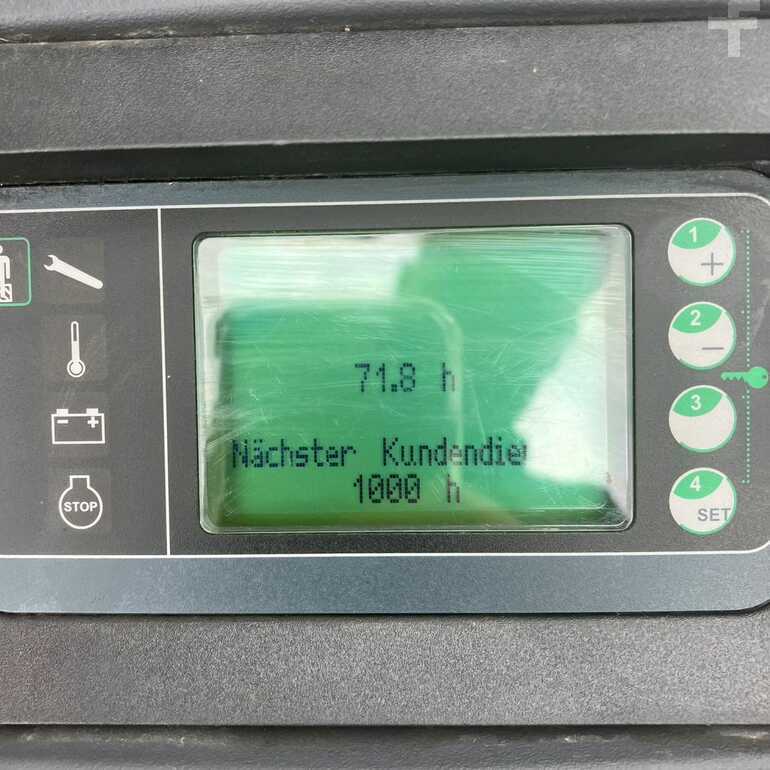 71.8 h
Nächster Kundendie
1000 h
STOP
1
+
2
−
3
4
SET